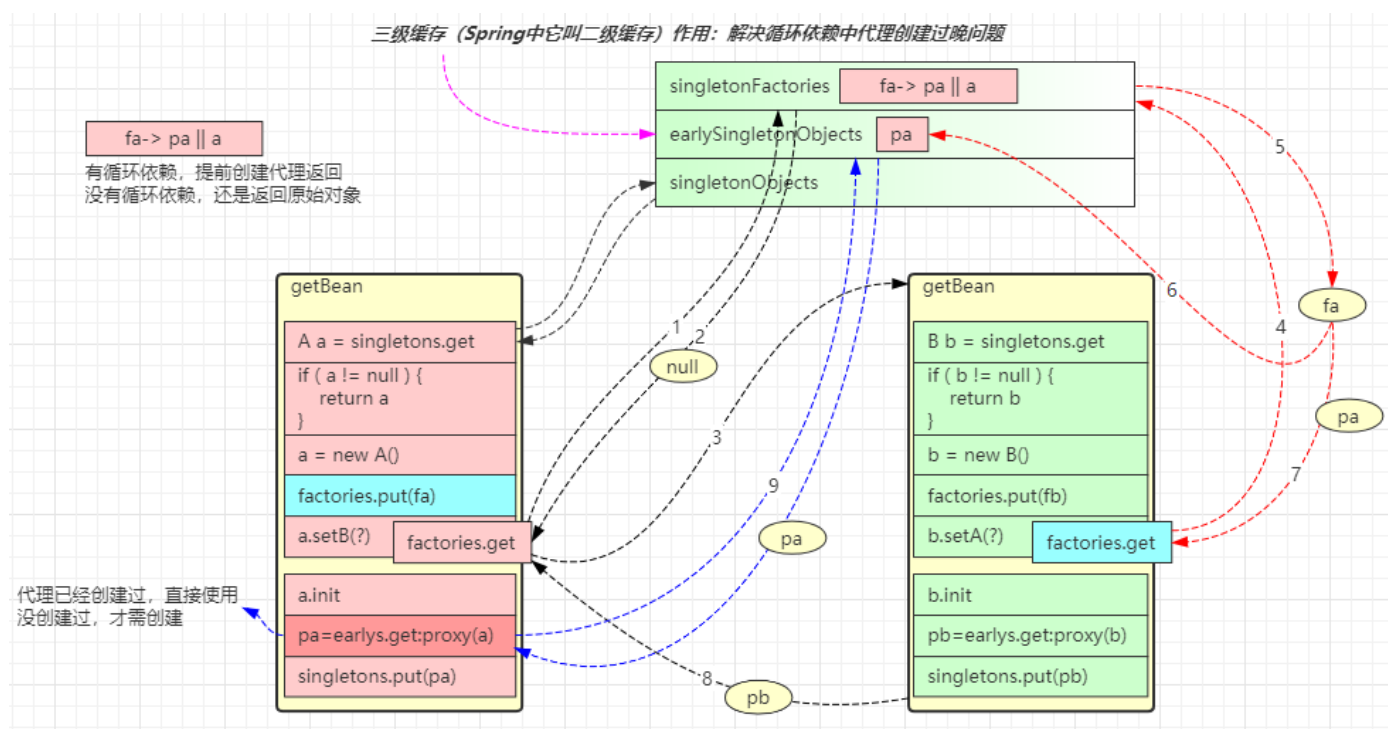 三级缓存（Spring中它叫二级缓存）作用：解决循环依赖中代理创建过晚问题
singletonFactories
fa-> pa || a
earlySingletonObjects
pa
singletonObjects
fa-> pa || a
有循环依赖，提前创建代理返回
没有循环依赖，还是返回原始对象
getBean
A a = singletons.get
if ( a != null ) {
return a
}
a = new A()
factories.put(fa)
a.setB(?)
factories.get
a.init
pa=earlys.get:proxy(a)
singletons.put(pa)
代理已经创建过，直接使用
没创建过，才需创建
1
2
null
3
9
pa
8
pb
getBean
B b = singletons.get
if ( b != null ) {
return b
}
b = new B()
factories.put(fb)
b.setA(?)
factories.get
b.init
pb=earlys.get:proxy(b)
singletons.put(pb)
5
6
fa
4
pa
7